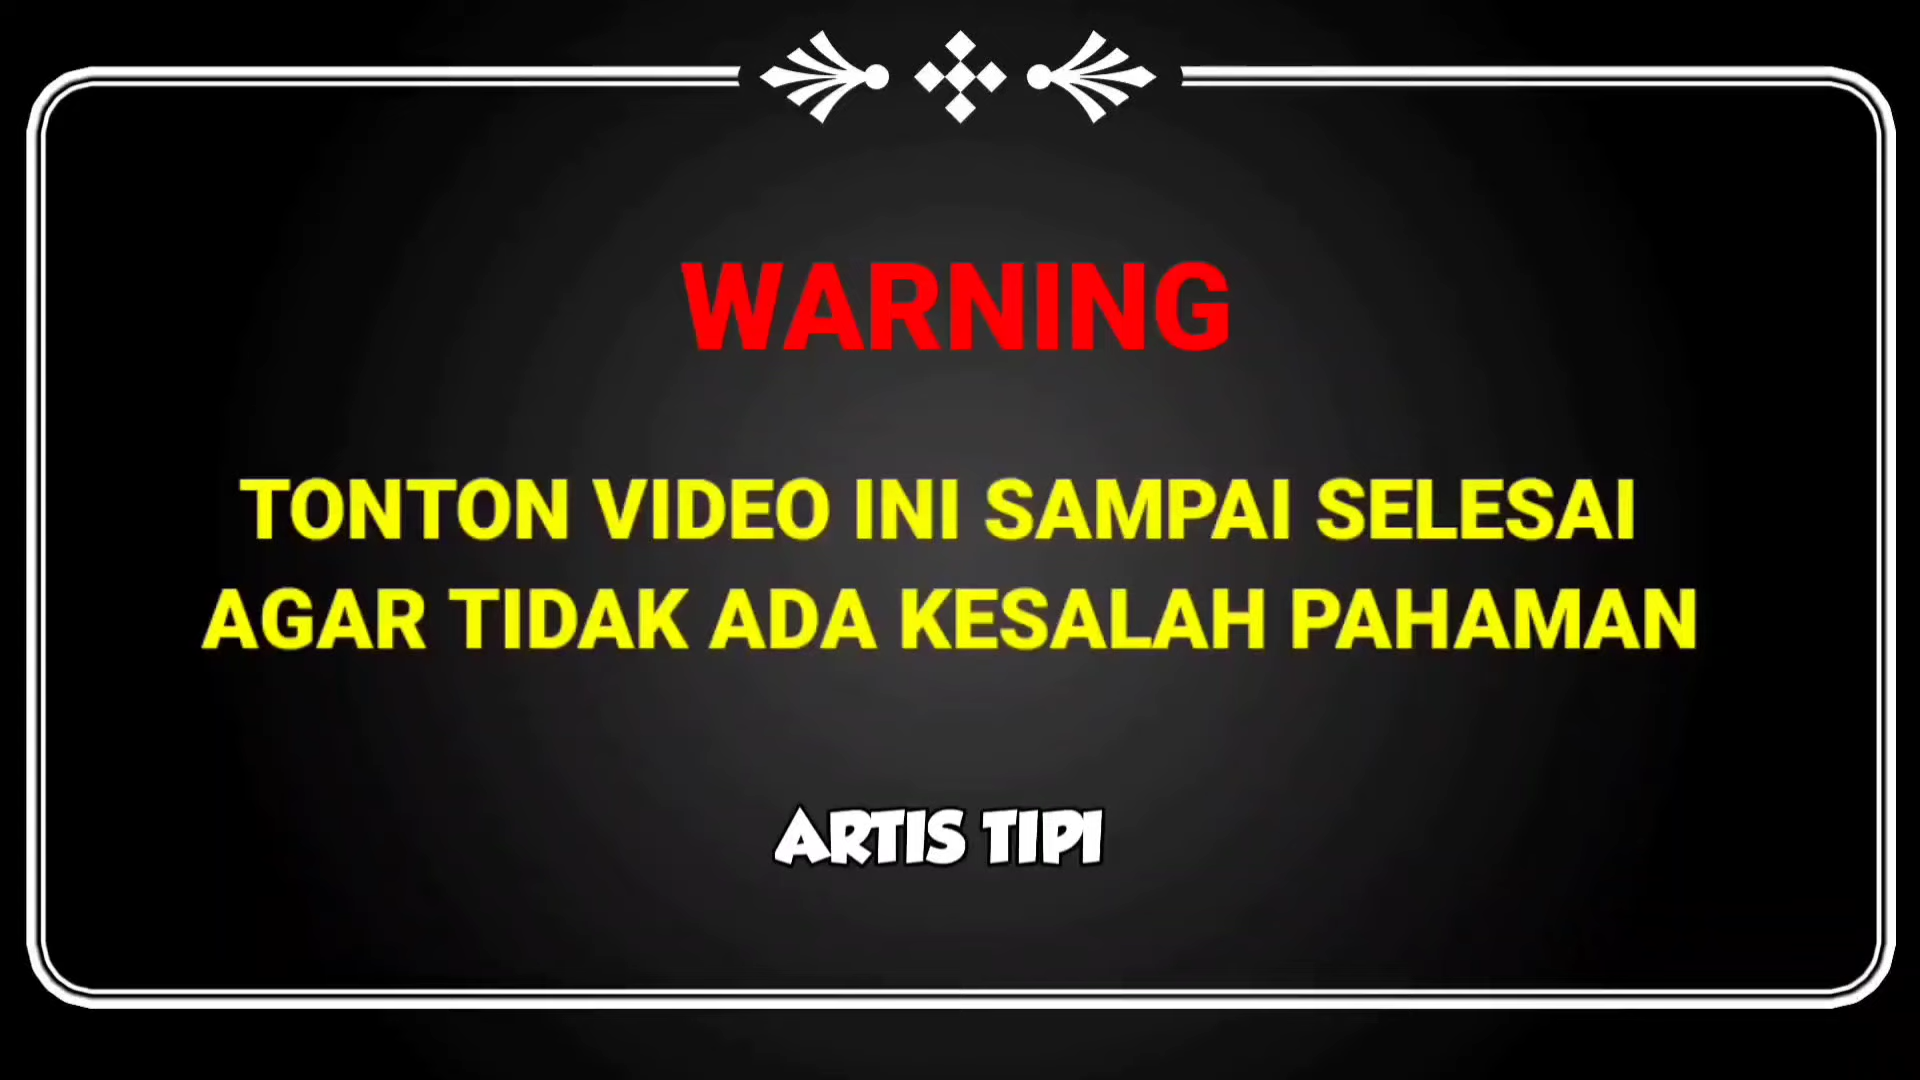 WARNING
TONTON VIDEO INI SAMPAI SELESAI
AGAR TIDAK ADA KESALAH PAHAMAN
ARTIS TIPI